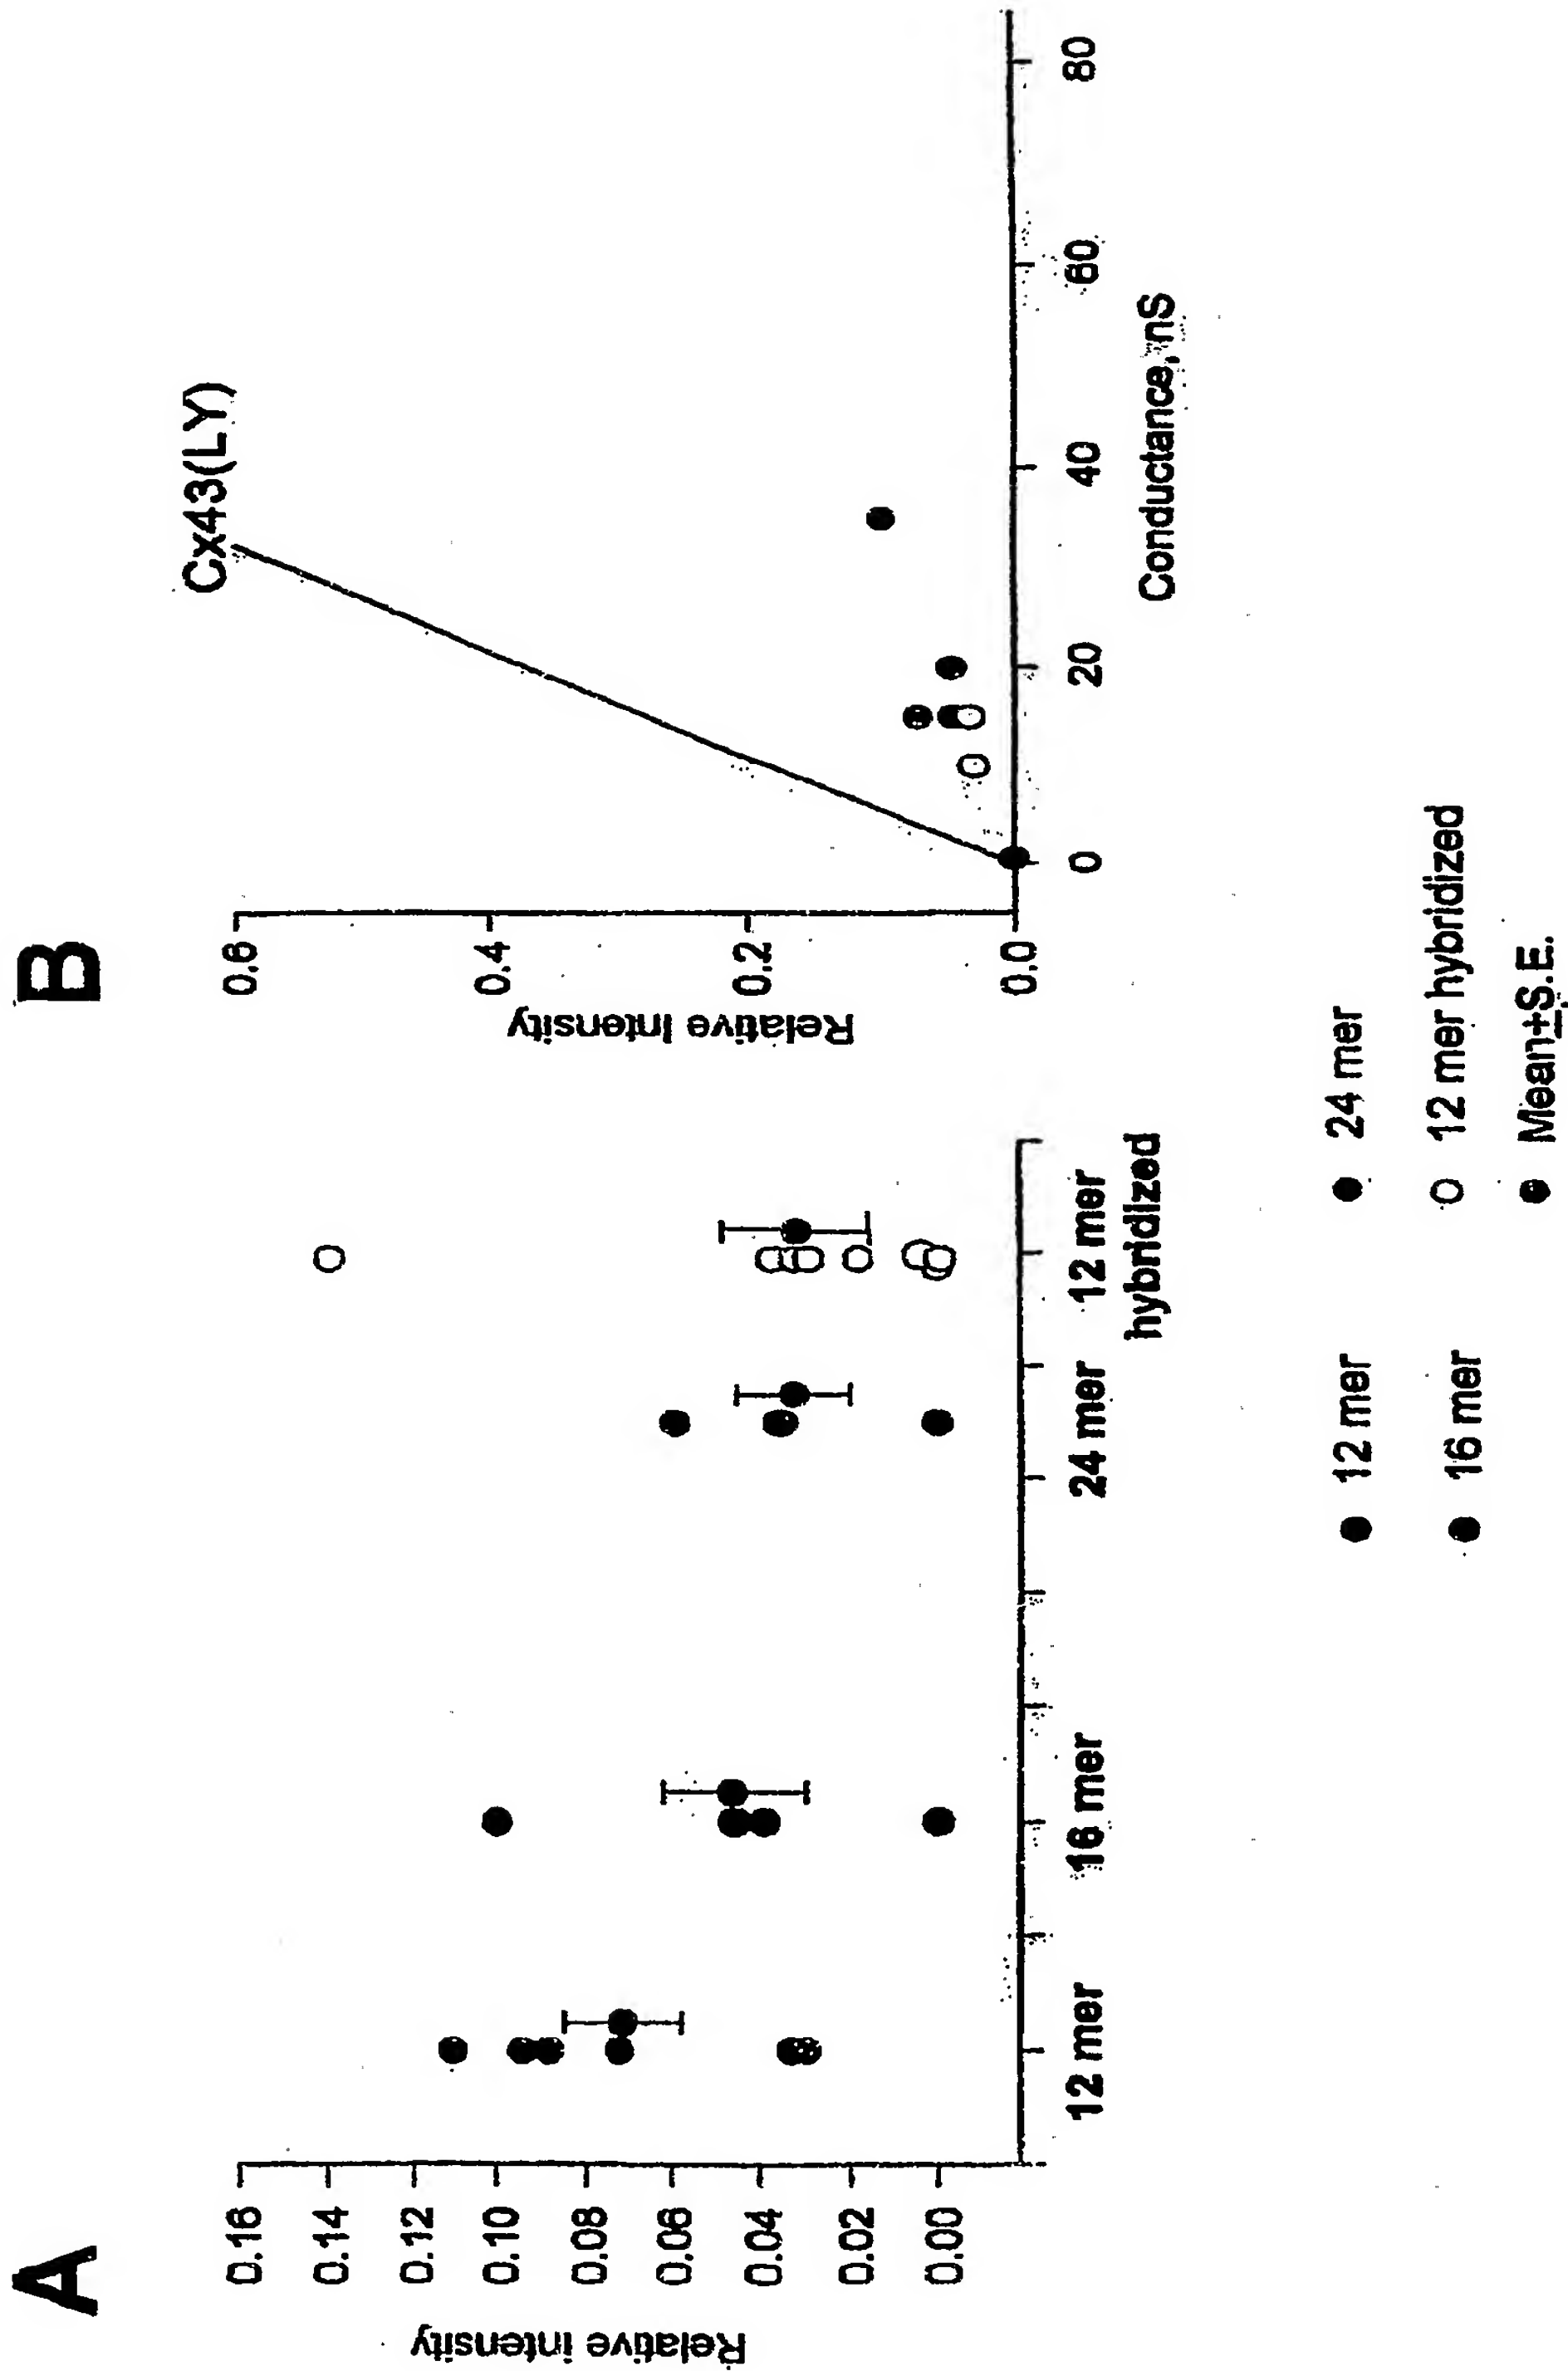 A
Relative intensity
0.16
0.14
0.12
0.10
0.08
0.06
0.04
0.02
0.00
12 mer
16 mer
24 mer
12 mer
hybridized
B
Relative Intensity
0.6
0.4
0.2
0.0
Cx43(LY)
0
20
40
60
80
Conductance, nS
12 mer
24 mer
16 mer
12 mer hybridized
Mean±S.E.